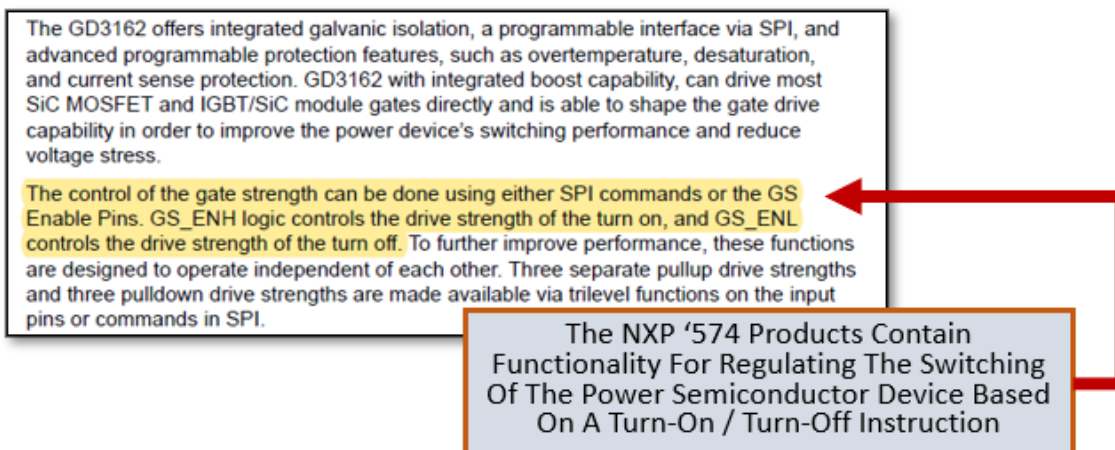 The GD3162 offers integrated galvanic isolation, a programmable interface via SPI, and
advanced programmable protection features, such as overtemperature, desaturation,
and current sense protection. GD3162 with integrated boost capability, can drive most
SiC MOSFET and IGBT/SiC module gates directly and is able to shape the gate drive
capability in order to improve the power device's switching performance and reduce
voltage stress.
The control of the gate strength can be done using either SPI commands or the GS
Enable Pins. GS_ENH logic controls the drive strength of the turn on, and GS_ENL
controls the drive strength of the turn off. To further improve performance, these functions
are designed to operate independent of each other. Three separate pullup drive strengths
and three pulldown drive strengths are made available via trilevel functions on the input
pins or commands in SPI.
The NXP ‘574 Products Contain
Functionality For Regulating The Switching
Of The Power Semiconductor Device Based
On A Turn-On / Turn-Off Instruction